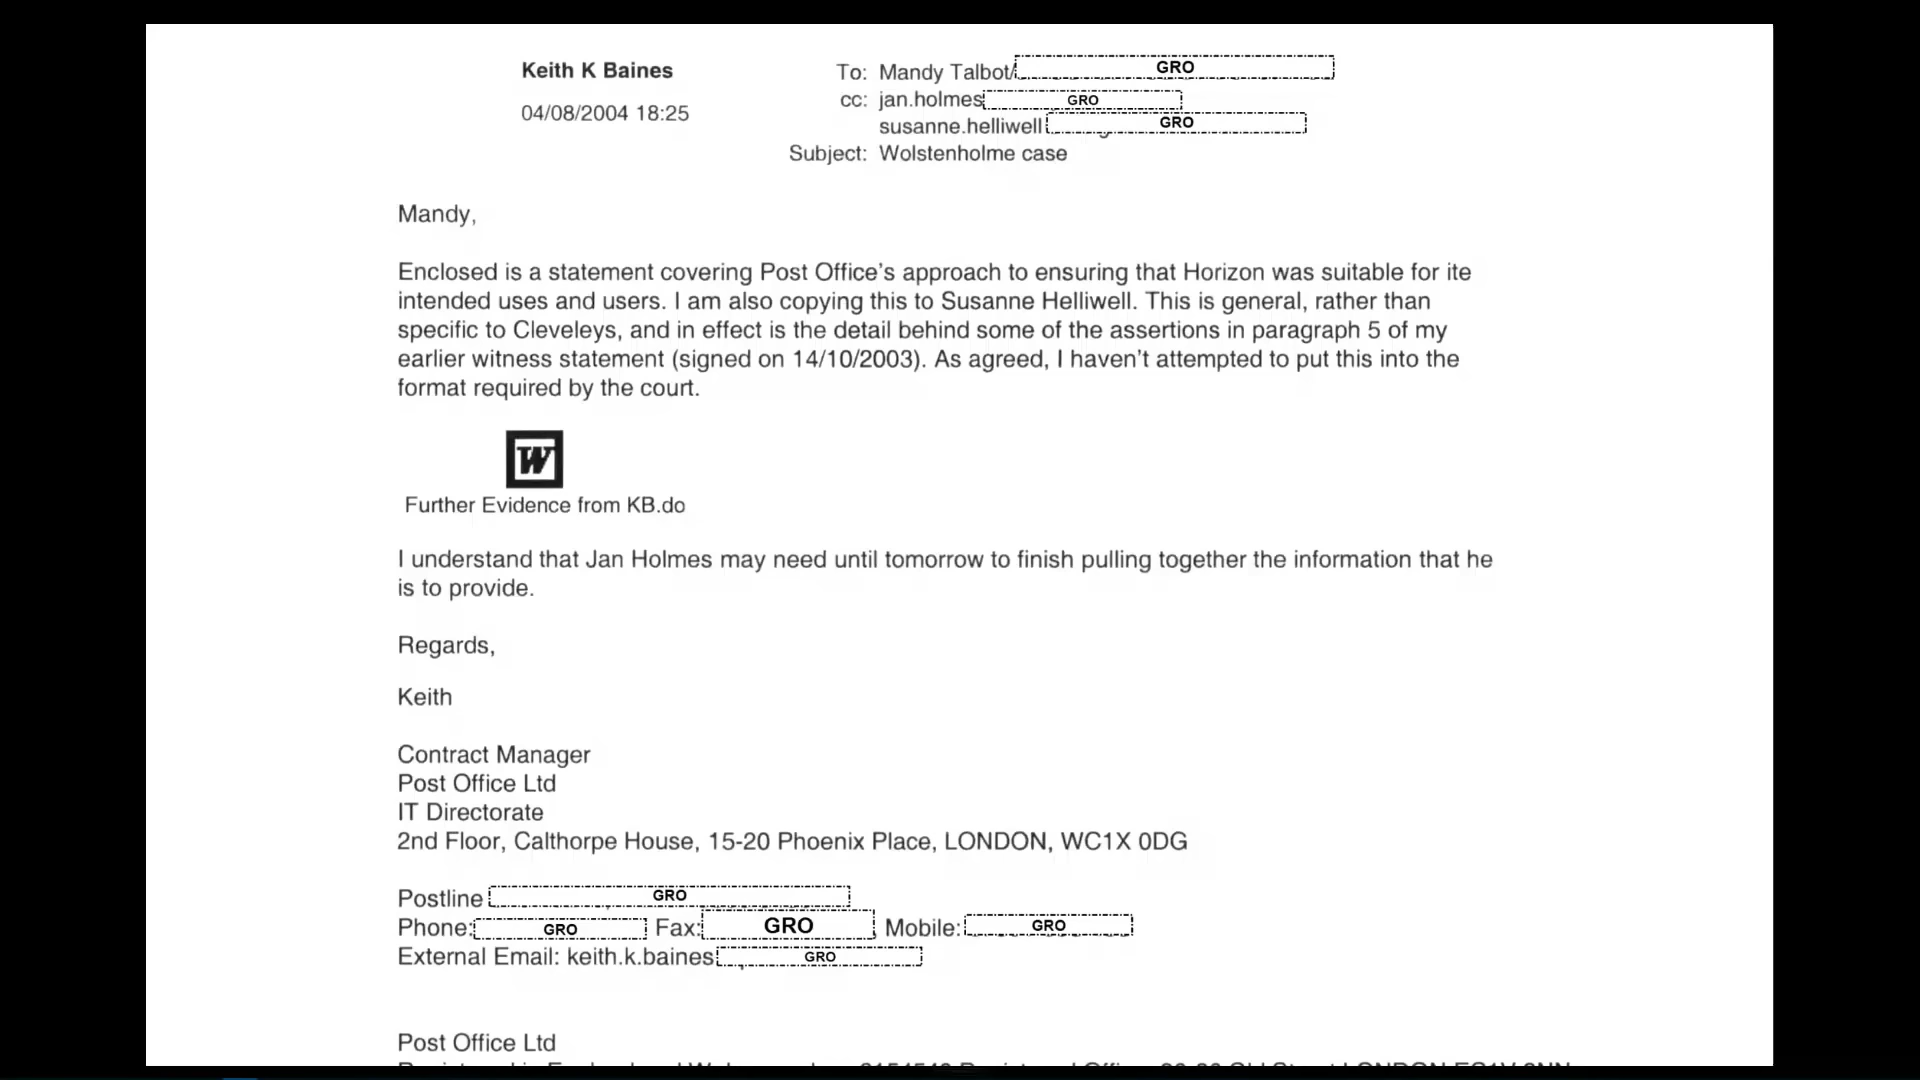 Keith K Baines
04/08/2004 18:25
To: Mandy Talbot/ GRO
cc: jan.holmes GRO
susanne.helliwell GRO
Subject: Wolstenholme case
Mandy,
Enclosed is a statement covering Post Office's approach to ensuring that Horizon was suitable for ite
intended uses and users. I am also copying this to Susanne Helliwell. This is general, rather than
specific to Cleveleys, and in effect is the detail behind some of the assertions in paragraph 5 of my
earlier witness statement (signed on 14/10/2003). As agreed, I haven't attempted to put this into the
format required by the court.
W
Further Evidence from KB.do
I understand that Jan Holmes may need until tomorrow to finish pulling together the information that he
is to provide.
Regards,
Keith
Contract Manager
Post Office Ltd
IT Directorate
2nd Floor, Calthorpe House, 15-20 Phoenix Place, LONDON, WC1X 0DG
Postline GRO
Phone: GRO Fax: GRO Mobile: GRO
External Email: keith.k.baines GRO
Post Office Ltd